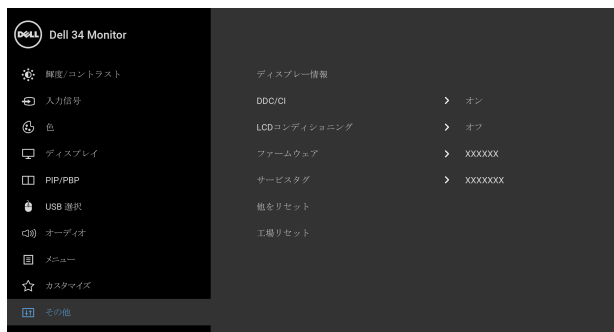 DELL Dell 34 Monitor
輝度/コントラスト
入力信号
色
ディスプレイ
PIP/PBP
USB 選択
オーディオ
メニュー
カスタマイズ
その他
ディスプレー情報
DDC/CI > オン
LCDコンディショニング > オフ
ファームウェア > XXXXXX
サービスタグ > XXXXXXX
他をリセット
工場リセット